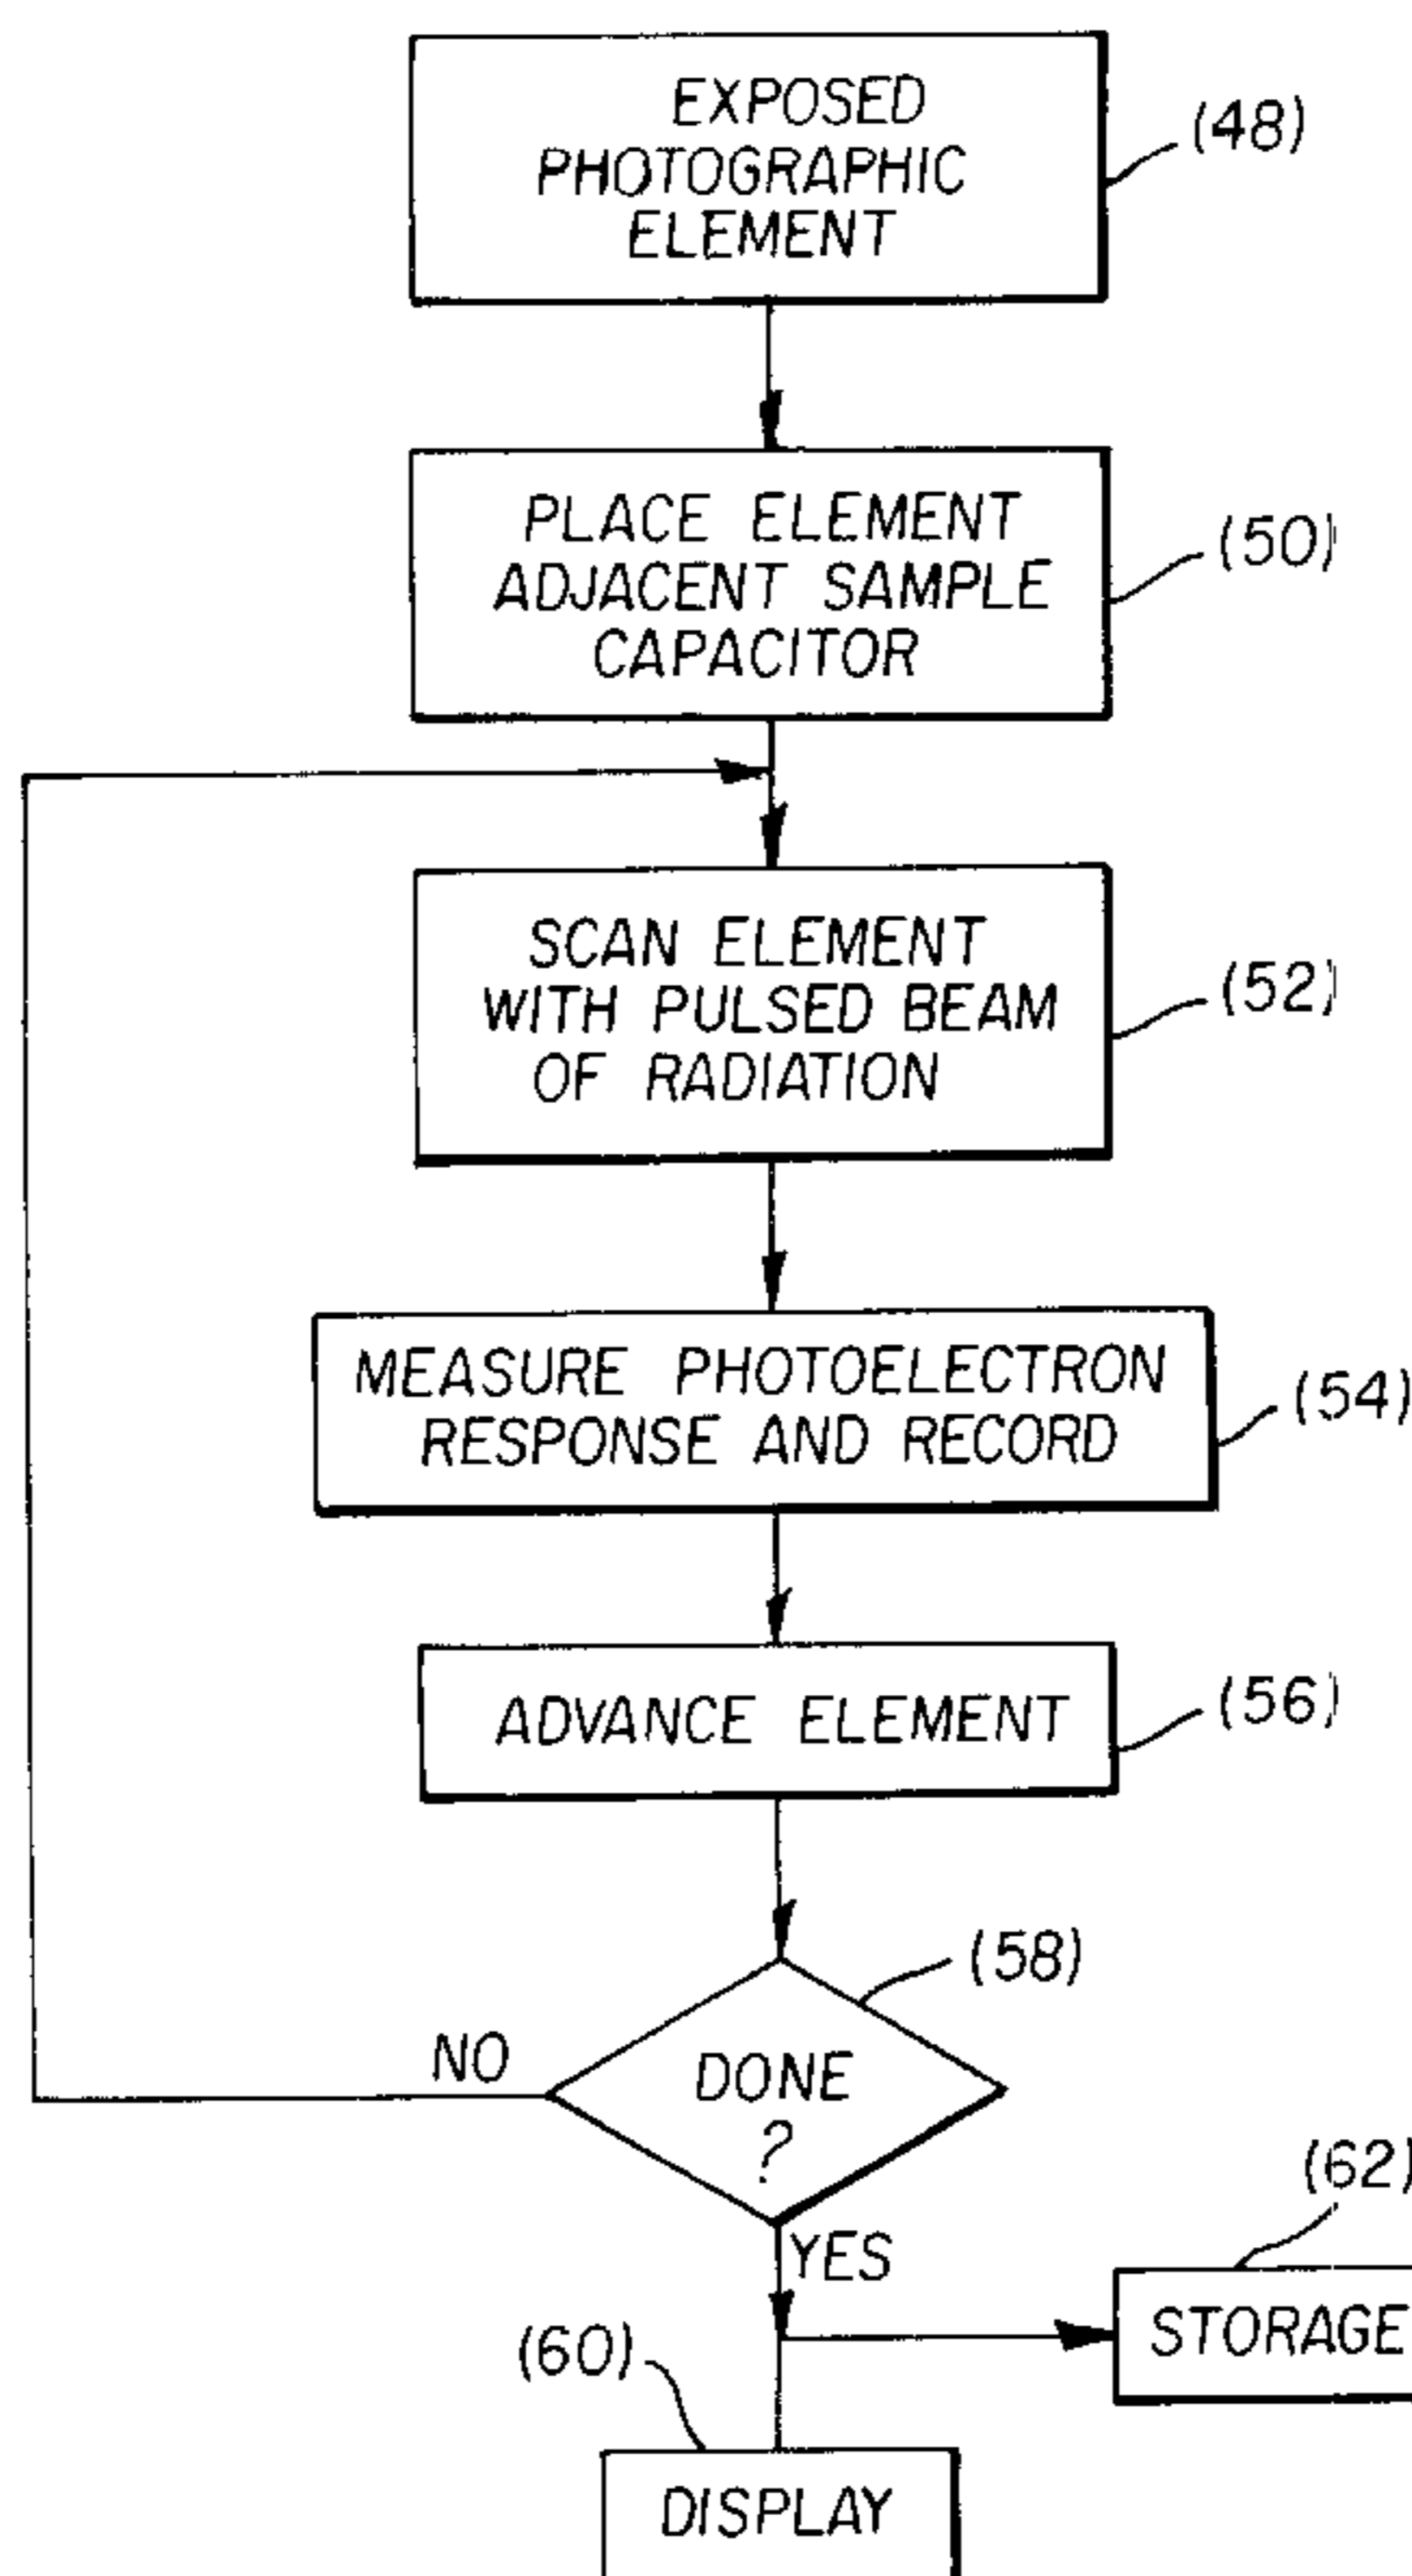 EXPOSED
PHOTOGRAPHIC
ELEMENT
(48)
PLACE ELEMENT
ADJACENT SAMPLE
CAPACITOR
(50)
SCAN ELEMENT
WITH PULSED BEAM
OF RADIATION
(52)
MEASURE PHOTOELECTRON
RESPONSE AND RECORD
(54)
ADVANCE ELEMENT
(56)
(58)
NO
DONE
?
YES
(62)
STORAGE
(60)
DISPLAY